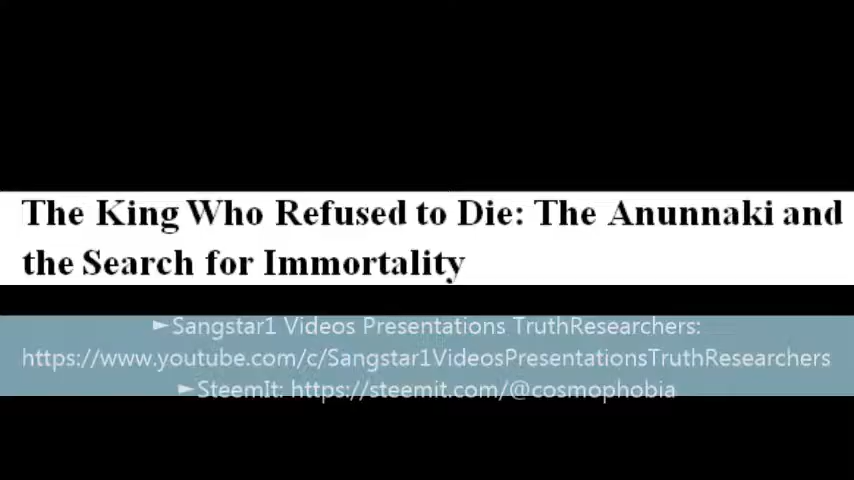 The King Who Refused to Die: The Anunnaki and
the Search for Immortality
►Sangstar1 Videos Presentations TruthResearchers:
https://www.youtube.com/c/Sangstar1VideosPresentationsTruthResearchers
►SteemIt: https://steemit.com/@cosmophobia